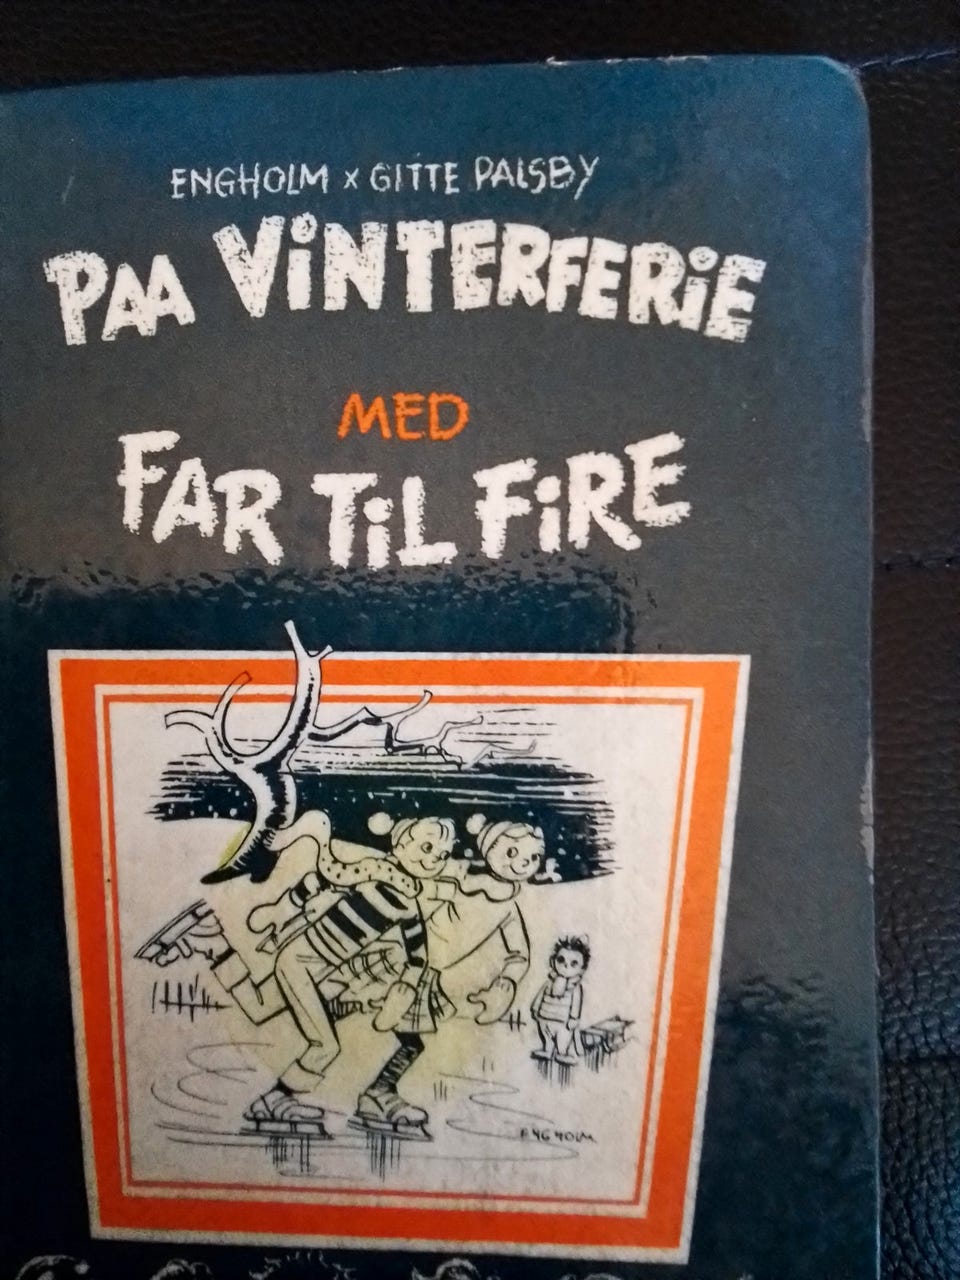 ENGHOLM x GITTE PALSBY
PAA VINTERFERIE
MED
FAR TIL FIRE
ENGHOLM